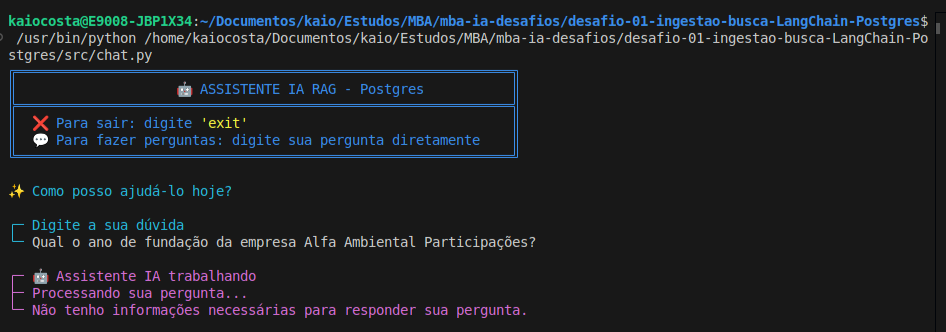 kaiocosta@E9008-JBP1X34:~/Documentos/kaio/Estudos/MBA/mba-ia-desafios/desafio-01-ingestao-busca-LangChain-Postgres$
/usr/bin/python /home/kaiocosta/Documentos/kaio/Estudos/MBA/mba-ia-desafios/desafio-01-ingestao-busca-LangChain-Po
stgres/src/chat.py
🤖 ASSISTENTE IA RAG - Postgres
❌ Para sair: digite 'exit'
💬 Para fazer perguntas: digite sua pergunta diretamente
✨ Como posso ajudá-lo hoje?
Digite a sua dúvida
Qual o ano de fundação da empresa Alfa Ambiental Participações?
🤖 Assistente IA trabalhando
Processando sua pergunta...
Não tenho informações necessárias para responder sua pergunta.